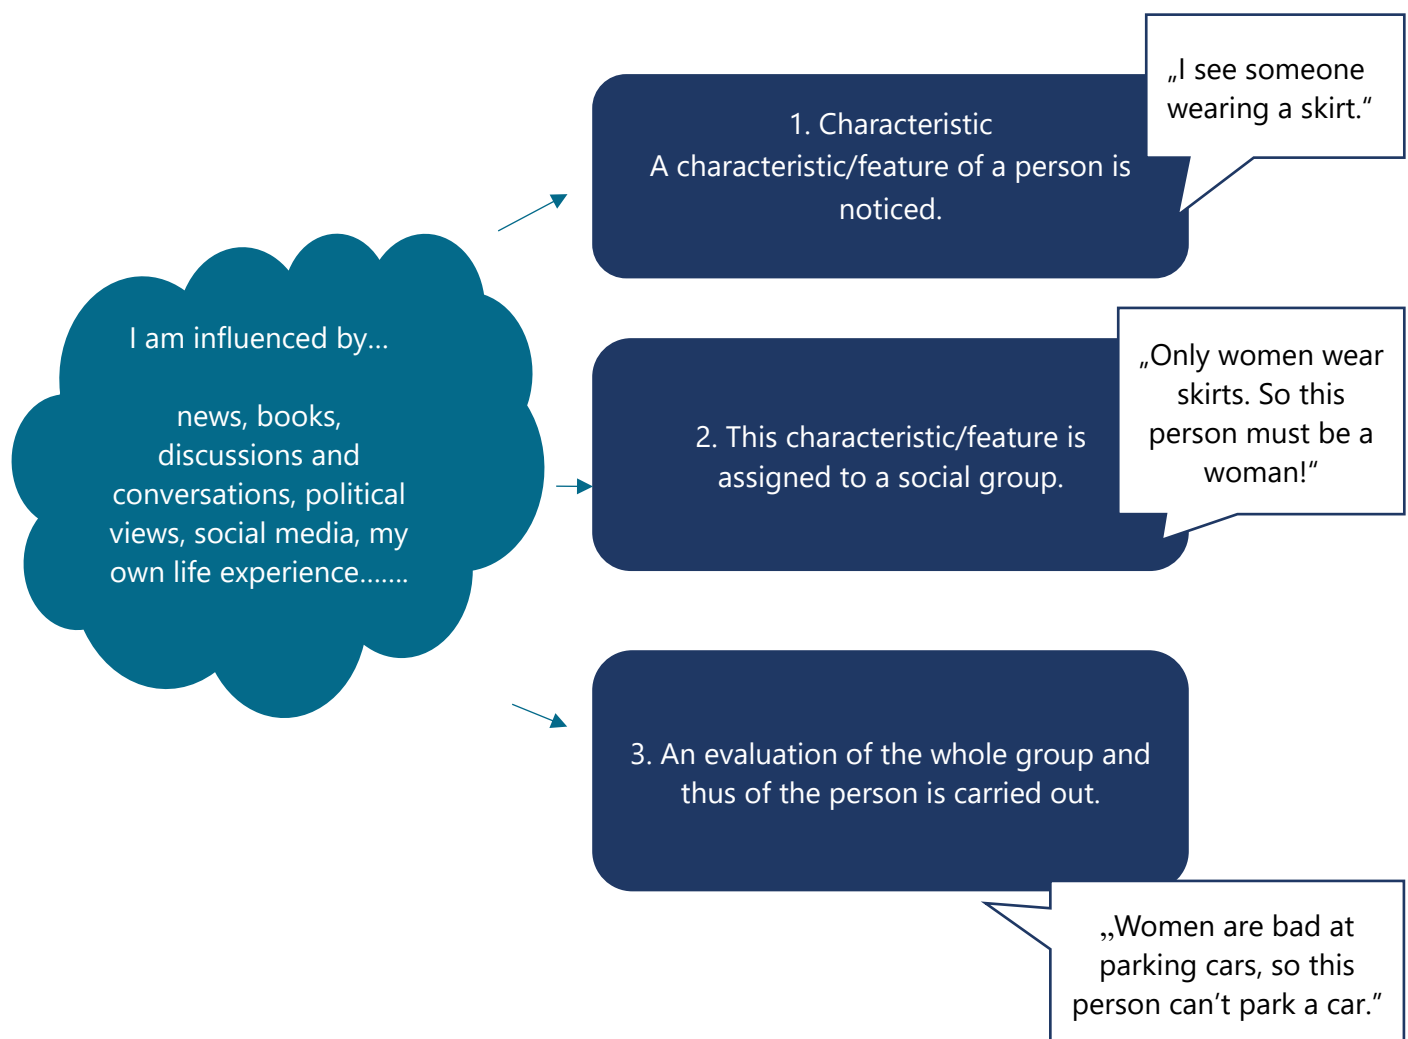 I am influenced by…
news, books,
discussions and
conversations, political
views, social media, my
own life experience…….
1. Characteristic
A characteristic/feature of a person is
noticed.
„I see someone
wearing a skirt.“
2. This characteristic/feature is
assigned to a social group.
„Only women wear
skirts. So this
person must be a
woman!“
3. An evaluation of the whole group and
thus of the person is carried out.
„Women are bad at
parking cars, so this
person can’t park a car.“